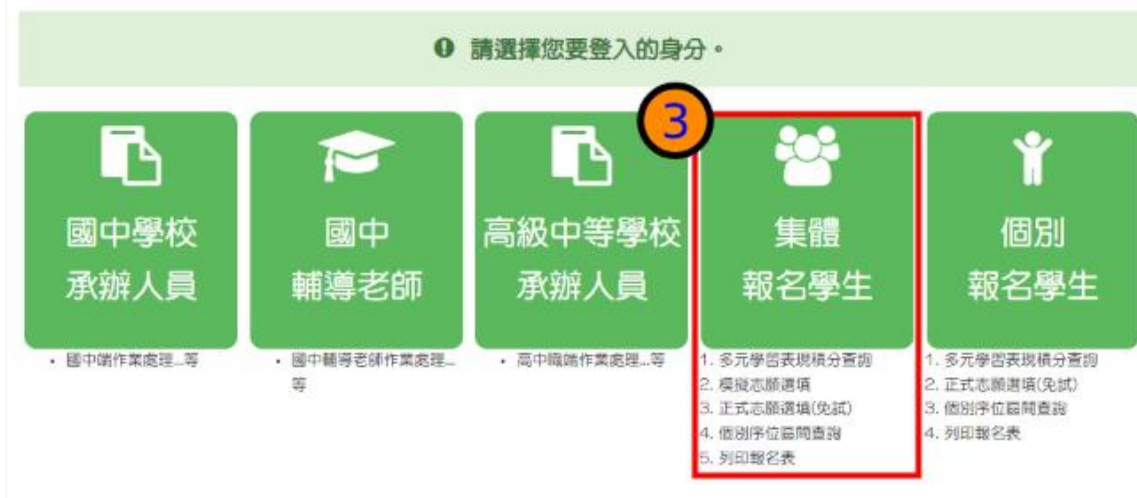 請選擇您要登入的身分。
3
國中學校
承辦人員
國中
輔導老師
高級中等學校
承辦人員
集體
報名學生
個別
報名學生
• 國中端作業處理...等
• 國中輔導老師作業處理...
等
• 高中職端作業處理...等
1. 多元學習表現積分查詢
2. 模擬志願選填
3. 正式志願選填(免試)
4. 個別序位區間查詢
5. 列印報名表
1. 多元學習表現積分查詢
2. 正式志願選填(免試)
3. 個別序位區間查詢
4. 列印報名表